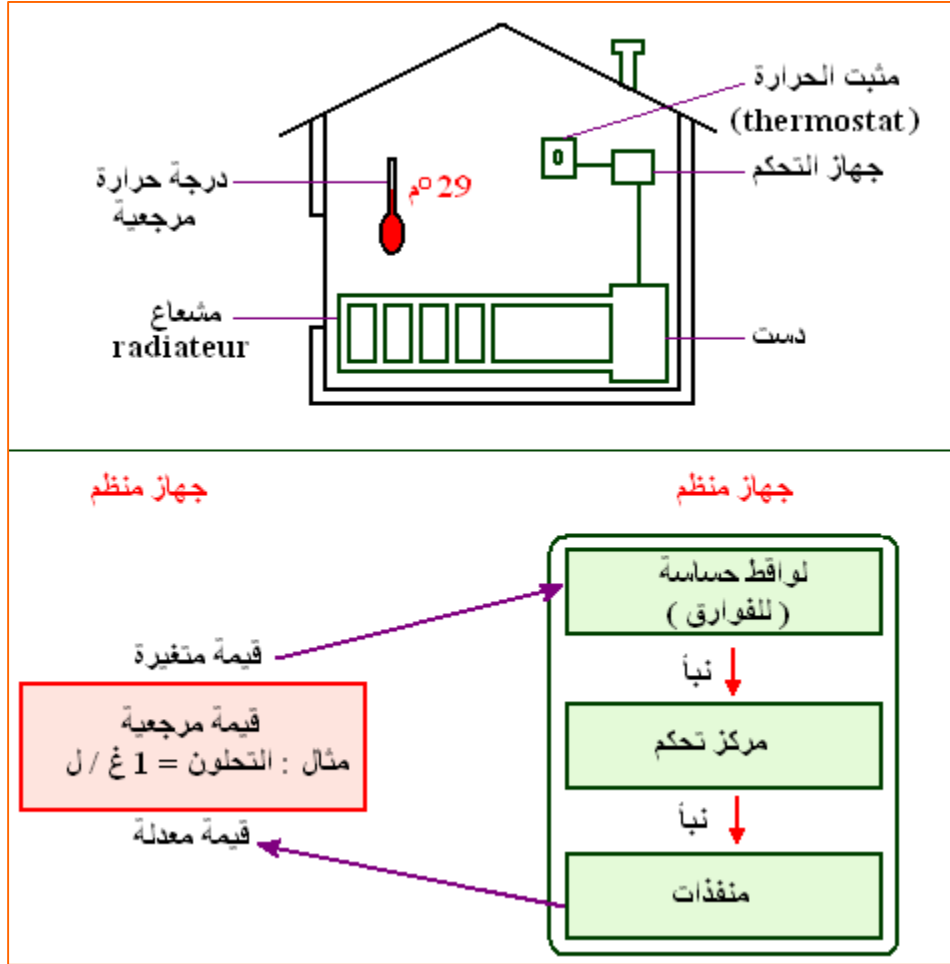 مثبت الحرارة
(thermostat)
جهاز التحكم
0
29 º م
درجة حرارة
مرجعية
مشعاع
radiateur
دست
جهاز منظم
جهاز منظم
لواقط حساسة
( للفوارق )
نبأ
مركز تحكم
نبأ
منفذات
قيمة متغيرة
قيمة مرجعية
مثال : التحلون = 1 غ / ل
قيمة معدلة